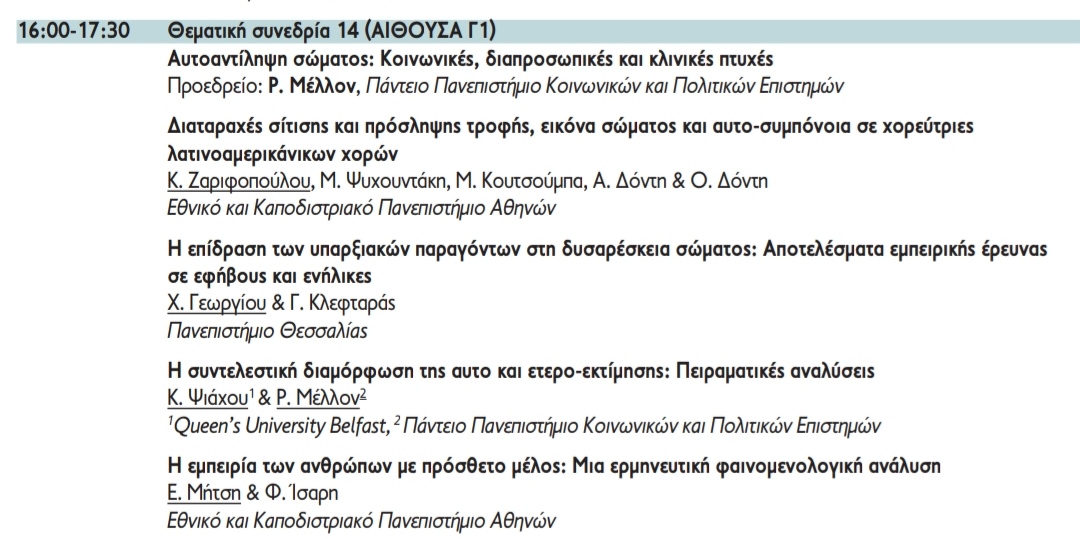 16:00-17:30 Θεματική συνεδρία 14 (ΑΙΘΟΥΣΑ Γ1)
Αυτοαντίληψη σώματος: Κοινωνικές, διαπροσωπικές και κλινικές πτυχές
Προεδρείο: Ρ. Μέλλον, Πάντειο Πανεπιστήμιο Κοινωνικών και Πολιτικών Επιστημών
Διαταραχές σίτισης και πρόσληψης τροφής, εικόνα σώματος και αυτο-συμπόνοια σε χορεύτριες
λατινοαμερικάνικων χορών
Κ. Ζαριφοπούλου, Μ. Ψυχουντάκη, Μ. Κουτσούμπα, Α. Δόντη & Ο. Δόντη
Εθνικό και Καποδιστριακό Πανεπιστήμιο Αθηνών
Η επίδραση των υπαρξιακών παραγόντων στη δυσαρέσκεια σώματος: Αποτελέσματα εμπειρικής έρευνας
σε εφήβους και ενήλικες
Χ. Γεωργίου & Γ. Κλεφταράς
Πανεπιστήμιο Θεσσαλίας
Η συντελεστική διαμόρφωση της αυτο και ετερο-εκτίμησης: Πειραματικές αναλύσεις
Κ. Ψιάχου¹ & Ρ. Μέλλον²
¹Queen's University Belfast, ² Πάντειο Πανεπιστήμιο Κοινωνικών και Πολιτικών Επιστημών
Η εμπειρία των ανθρώπων με πρόσθετο μέλος: Μια ερμηνευτική φαινομενολογική ανάλυση
Ε. Μήτση & Φ. Ίσαρη
Εθνικό και Καποδιστριακό Πανεπιστήμιο Αθηνών